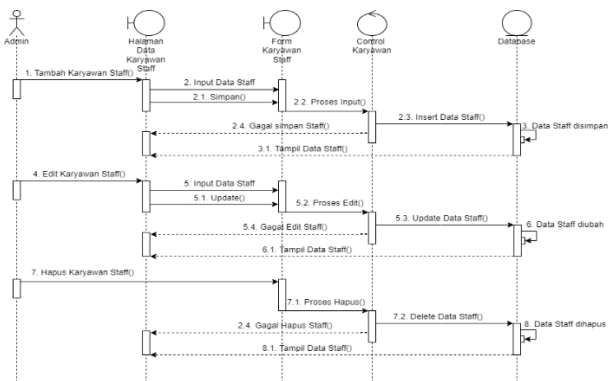 Admin
Halaman
Data
Karyawan
Staff
Form
Karyawan
Staff
Control
Karyawan
Database
1. Tambah Karyawan Staff()
2. Input Data Staff
2.1. Simpan()
2.2. Proses Input()
2.3. Insert Data Staff()
2.4. Gagal simpan Staff()
3. Data Staff disimpan
3.1. Tampil Data Staff()
4. Edit Karyawan Staff()
5. Input Data Staff
5.1. Update()
5.2. Proses Edit()
5.3. Update Data Staff()
5.4. Gagal Edit Staff()
6. Data Staff diubah
6.1. Tampil Data Staff()
7. Hapus Karyawan Staff()
7.1. Proses Hapus()
7.2. Delete Data Staff()
2.4. Gagal Hapus Staff()
8. Data Staff dihapus
8.1. Tampil Data Staff()